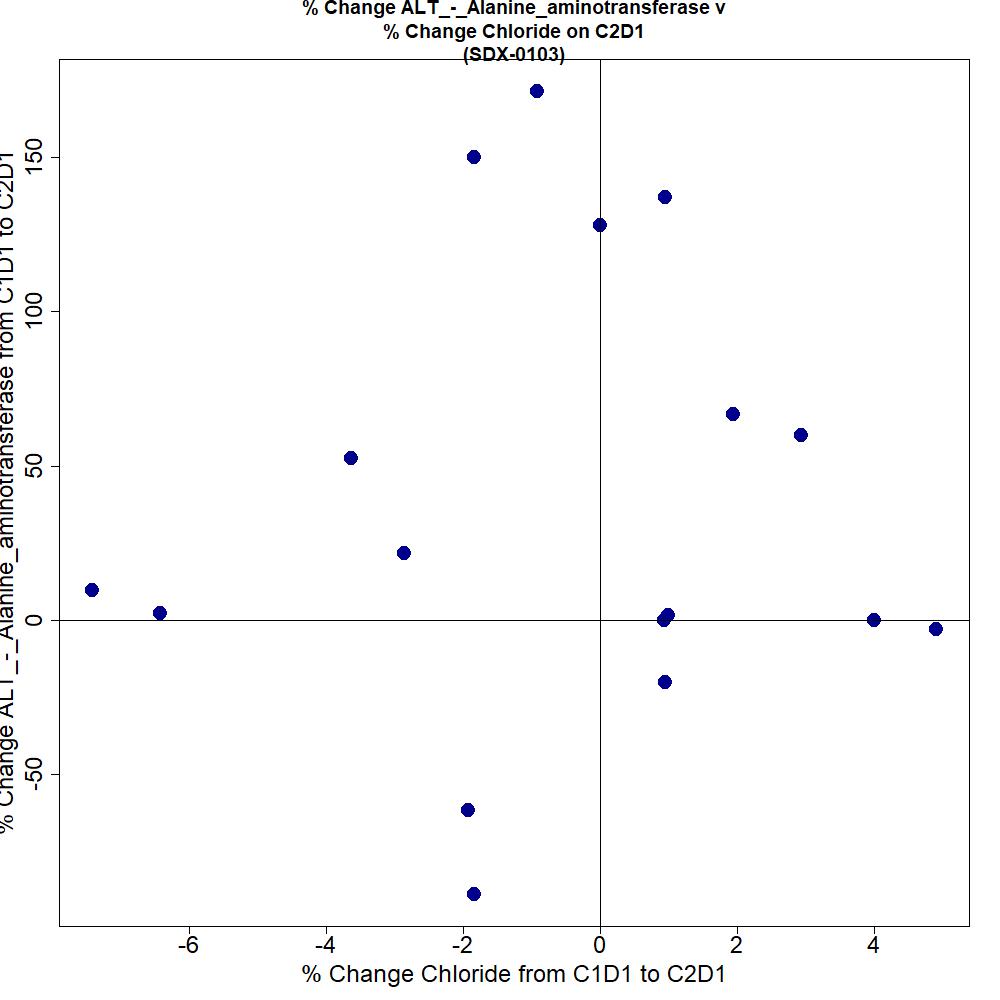 % Change ALT_-_Alanine_aminotransferase v
% Change Chloride on C2D1
(SDX-0103)
% Change ALT_-_Alanine_aminotransferase from C1D1 to C2D1
150
100
50
0
-50
-6
-4
-2
0
2
4
% Change Chloride from C1D1 to C2D1